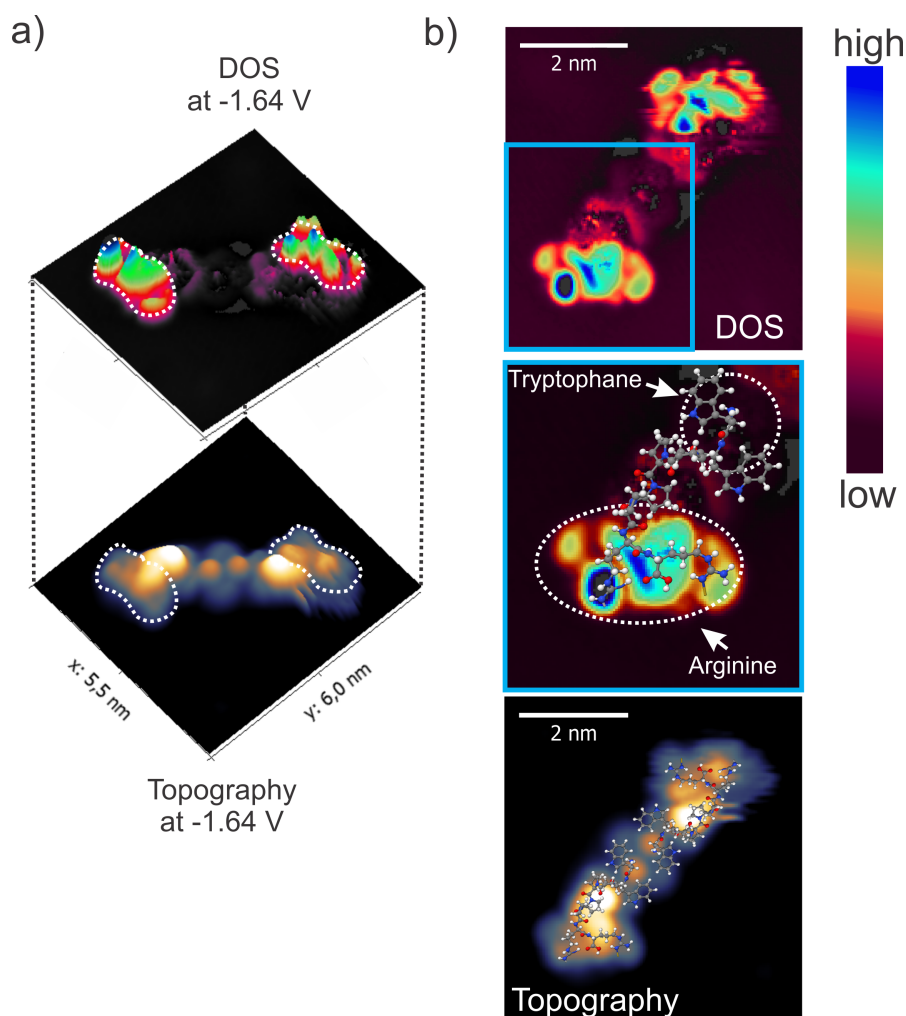 a)
DOS
at -1.64 V
x: 5,5 nm
y: 6,0 nm
Topography
at -1.64 V
b)
2 nm
DOS
Tryptophane
Arginine
2 nm
Topography
high
low